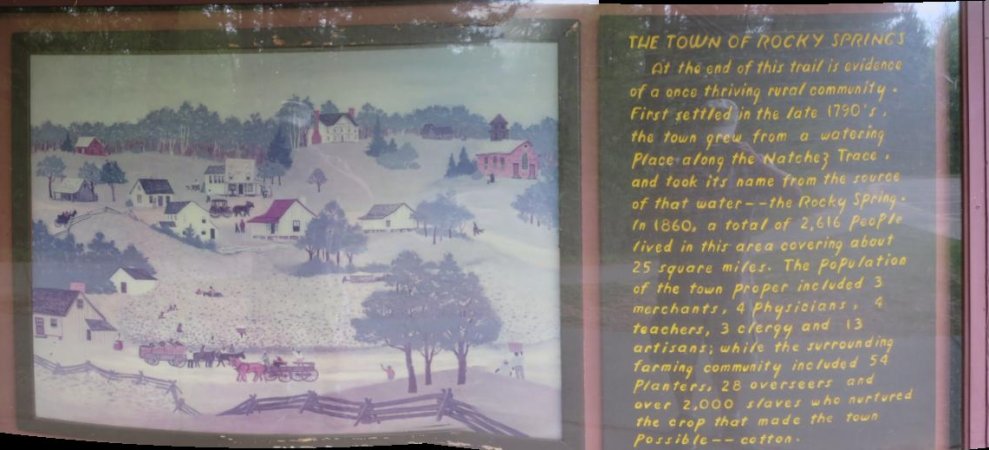 THE TOWN OF ROCKY SPRINGS
At the end of this trail is evidence
of a once thriving rural community.
First settled in the late 1790's,
the town grew from a watering
Place along the Natchez Trace,
and took its name from the source
of that water--the Rocky Spring.
In 1860, a total of 2,616 People
lived in this area covering about
25 square miles. The Population
of the town proper included 3
merchants, 4 Physicians, 4
teachers, 3 clergy and 13
artisans; while the surrounding
farming community included 54
Planters, 28 overseers and
over 2,000 slaves who nurtured
the crop that made the town
Possible--cotton.